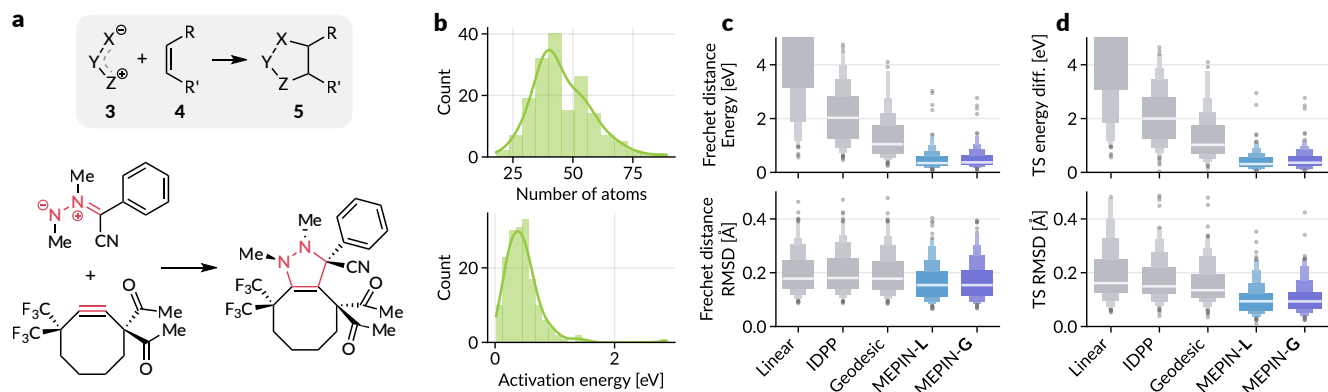 a
X ⊖
Y
Z ⊕
+
R
R'
X
Y
Z
R
R'
3
4
5
Me
N ⊕
⊖ N
Me
CN
+
F3C
F3C
O
Me
Me
O
Me
N
Me N
CN
F3C
F3C
O
Me
Me
O
b
Count
40
20
0
25 50 75
Number of atoms
Count
20
0
0 2
Activation energy [eV]
c
Frechet distance
Energy [eV]
4
2
0
Frechet distance
RMSD [Å]
0.4
0.2
0.0
Linear
IDPP
Geodesic
MEPIN-L
MEPIN-G
d
TS energy diff. [eV]
4
2
0
TS RMSD [Å]
0.4
0.2
0.0
Linear
IDPP
Geodesic
MEPIN-L
MEPIN-G